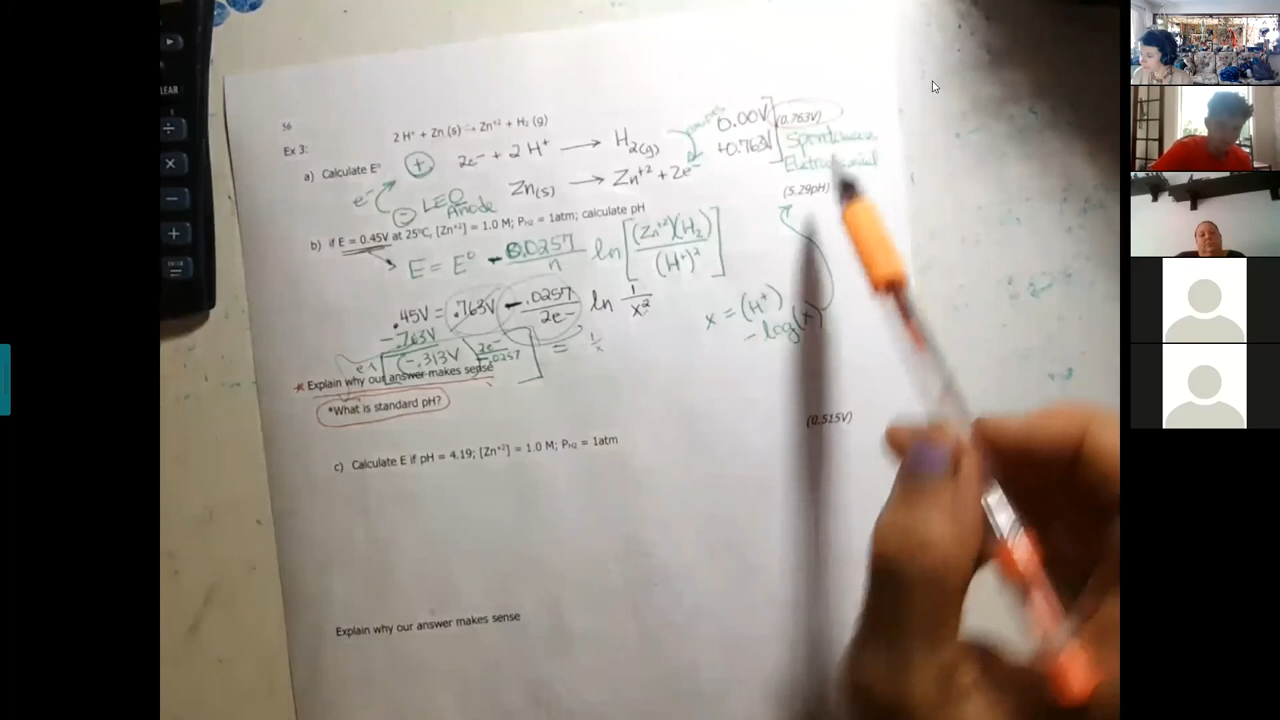 56
Ex 3:
2 H⁺ + Zn (s) → Zn⁺² + H₂ (g)
a) Calculate E°
+
2e⁻ + 2 H⁺ → H₂(g)
0.00V
(0.763V)
e⁻
− LEO
Anode
Zn(s) → Zn⁺² + 2e⁻
+0.763V
Spontaneous
(5.29pH)
b) if E = 0.45V at 25°C, [Zn⁺²] = 1.0 M; P_H2 = 1atm; calculate pH
E = E° - 0.0257/n ln [(Zn⁺²)(H₂)/(H⁺)²]
.45V = .763V - .0257/2e⁻ ln 1/x²
x = (H⁺)
-log(x)
-.763V
e^[(-.313V) 2e⁻/-.0257] = 1/x
* Explain why our answer makes sense
*What is standard pH?
(0.515V)
c) Calculate E if pH = 4.19; [Zn⁺²] = 1.0 M; P_H2 = 1atm
Explain why our answer makes sense
CLEAR